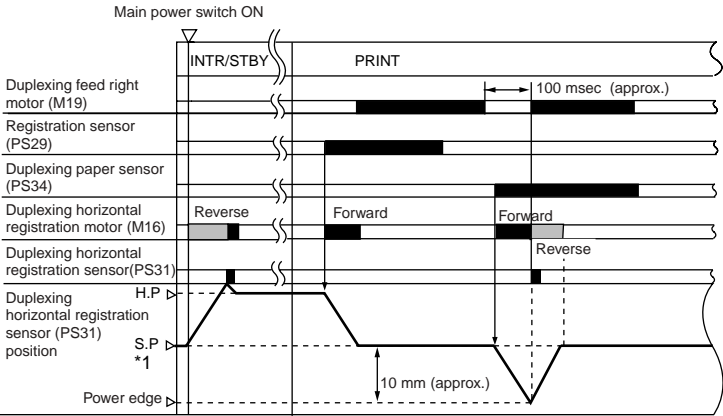 Main power switch ON
INTR/STBY
PRINT
Duplexing feed right
motor (M19)
100 msec (approx.)
Registration sensor
(PS29)
Duplexing paper sensor
(PS34)
Duplexing horizontal
registration motor (M16)
Reverse
Forward
Forward
Reverse
Duplexing horizontal
registration sensor(PS31)
Duplexing
horizontal registration
sensor (PS31)
position
H.P
S.P
*1
10 mm (approx.)
Power edge